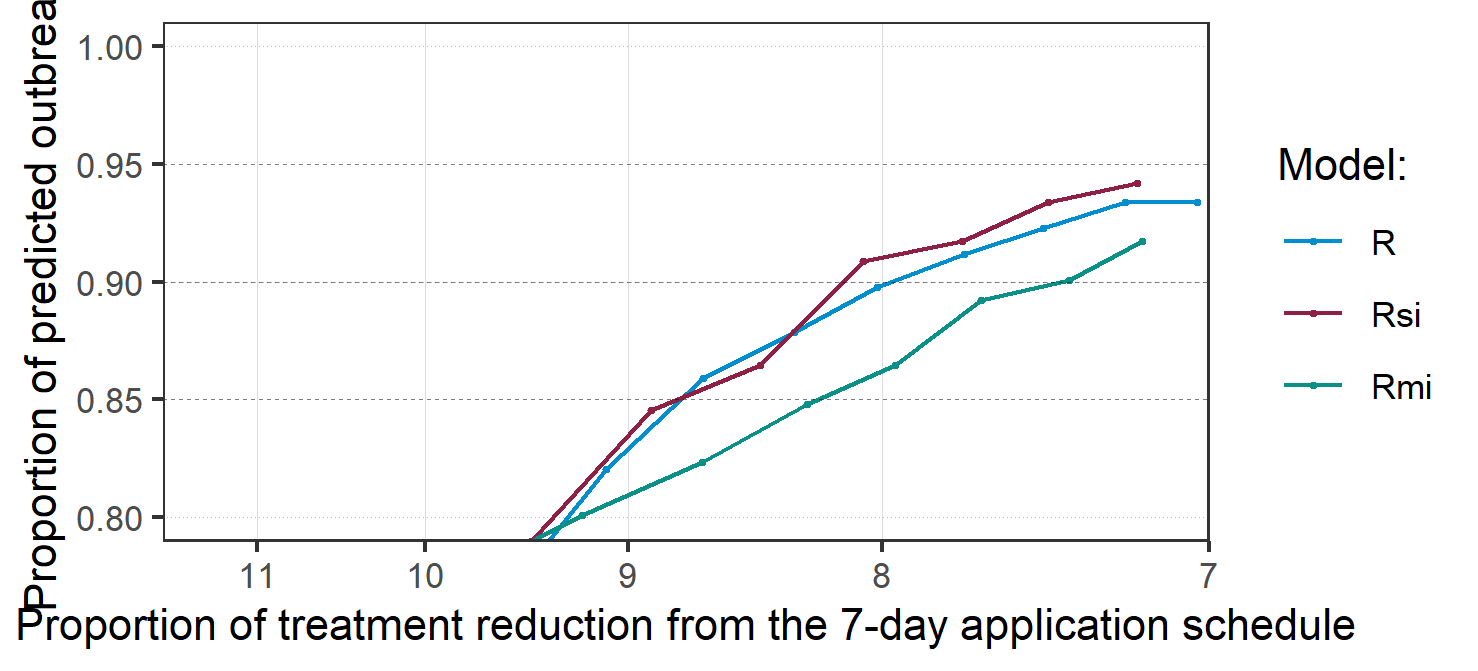 Proportion of predicted outbrea
1.00
0.95
0.90
0.85
0.80
11 10 9 8 7
Proportion of treatment reduction from the 7-day application schedule
Model:
R
Rsi
Rmi